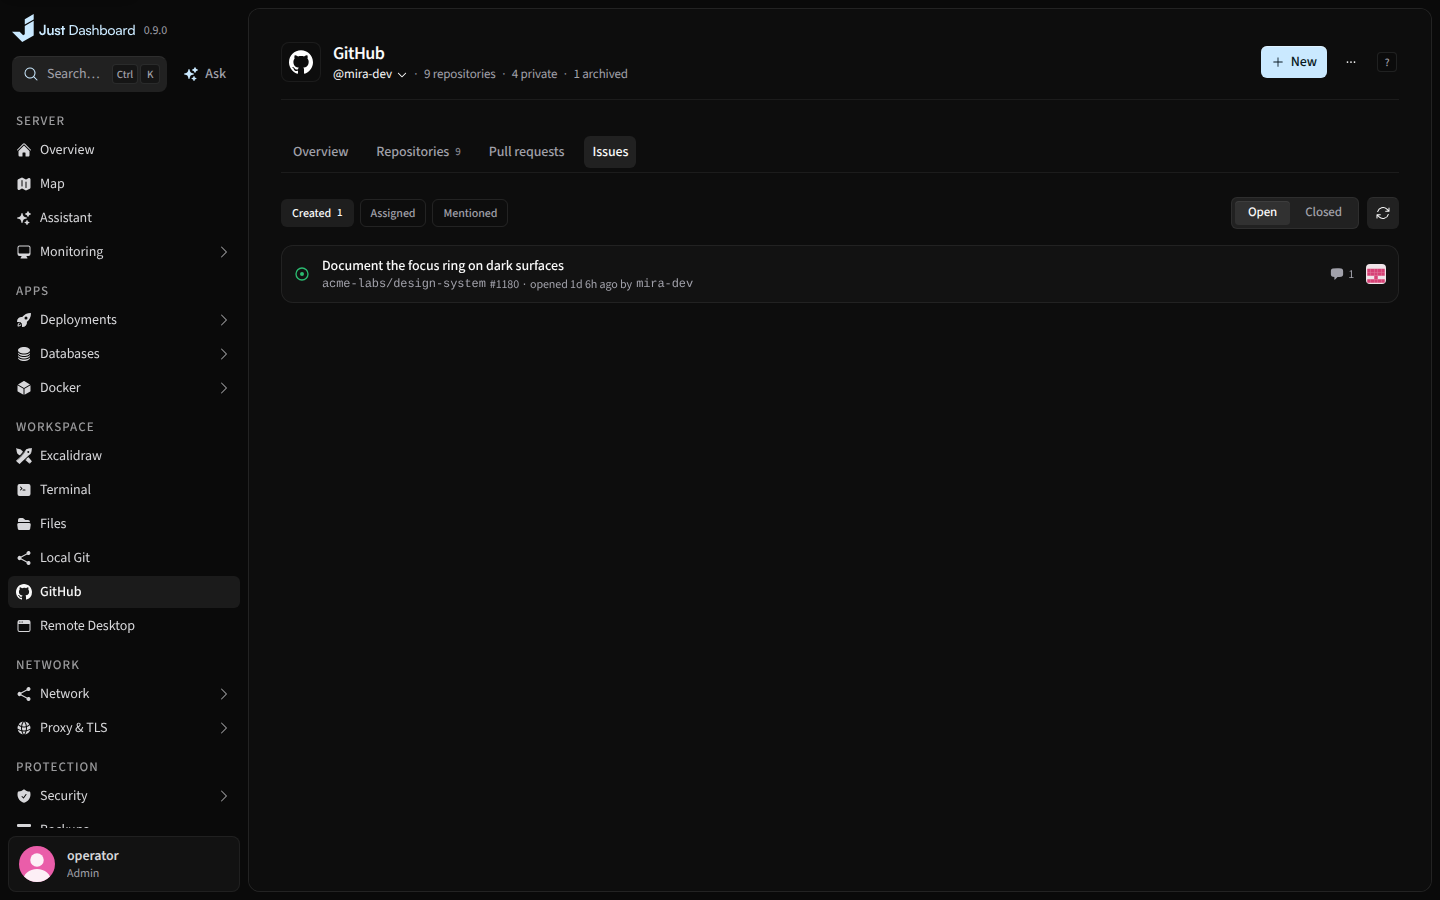 Just Dashboard 0.9.0
Search... Ctrl K
Ask
SERVER
Overview
Map
Assistant
Monitoring
APPS
Deployments
Databases
Docker
WORKSPACE
Excalidraw
Terminal
Files
Local Git
GitHub
Remote Desktop
NETWORK
Network
Proxy & TLS
PROTECTION
Security
operator
Admin
GitHub
@mira-dev · 9 repositories · 4 private · 1 archived
+ New ... ?
Overview Repositories 9 Pull requests Issues
Created 1 Assigned Mentioned Open Closed
Document the focus ring on dark surfaces
acme-labs/design-system #1180 · opened 1d 6h ago by mira-dev
1